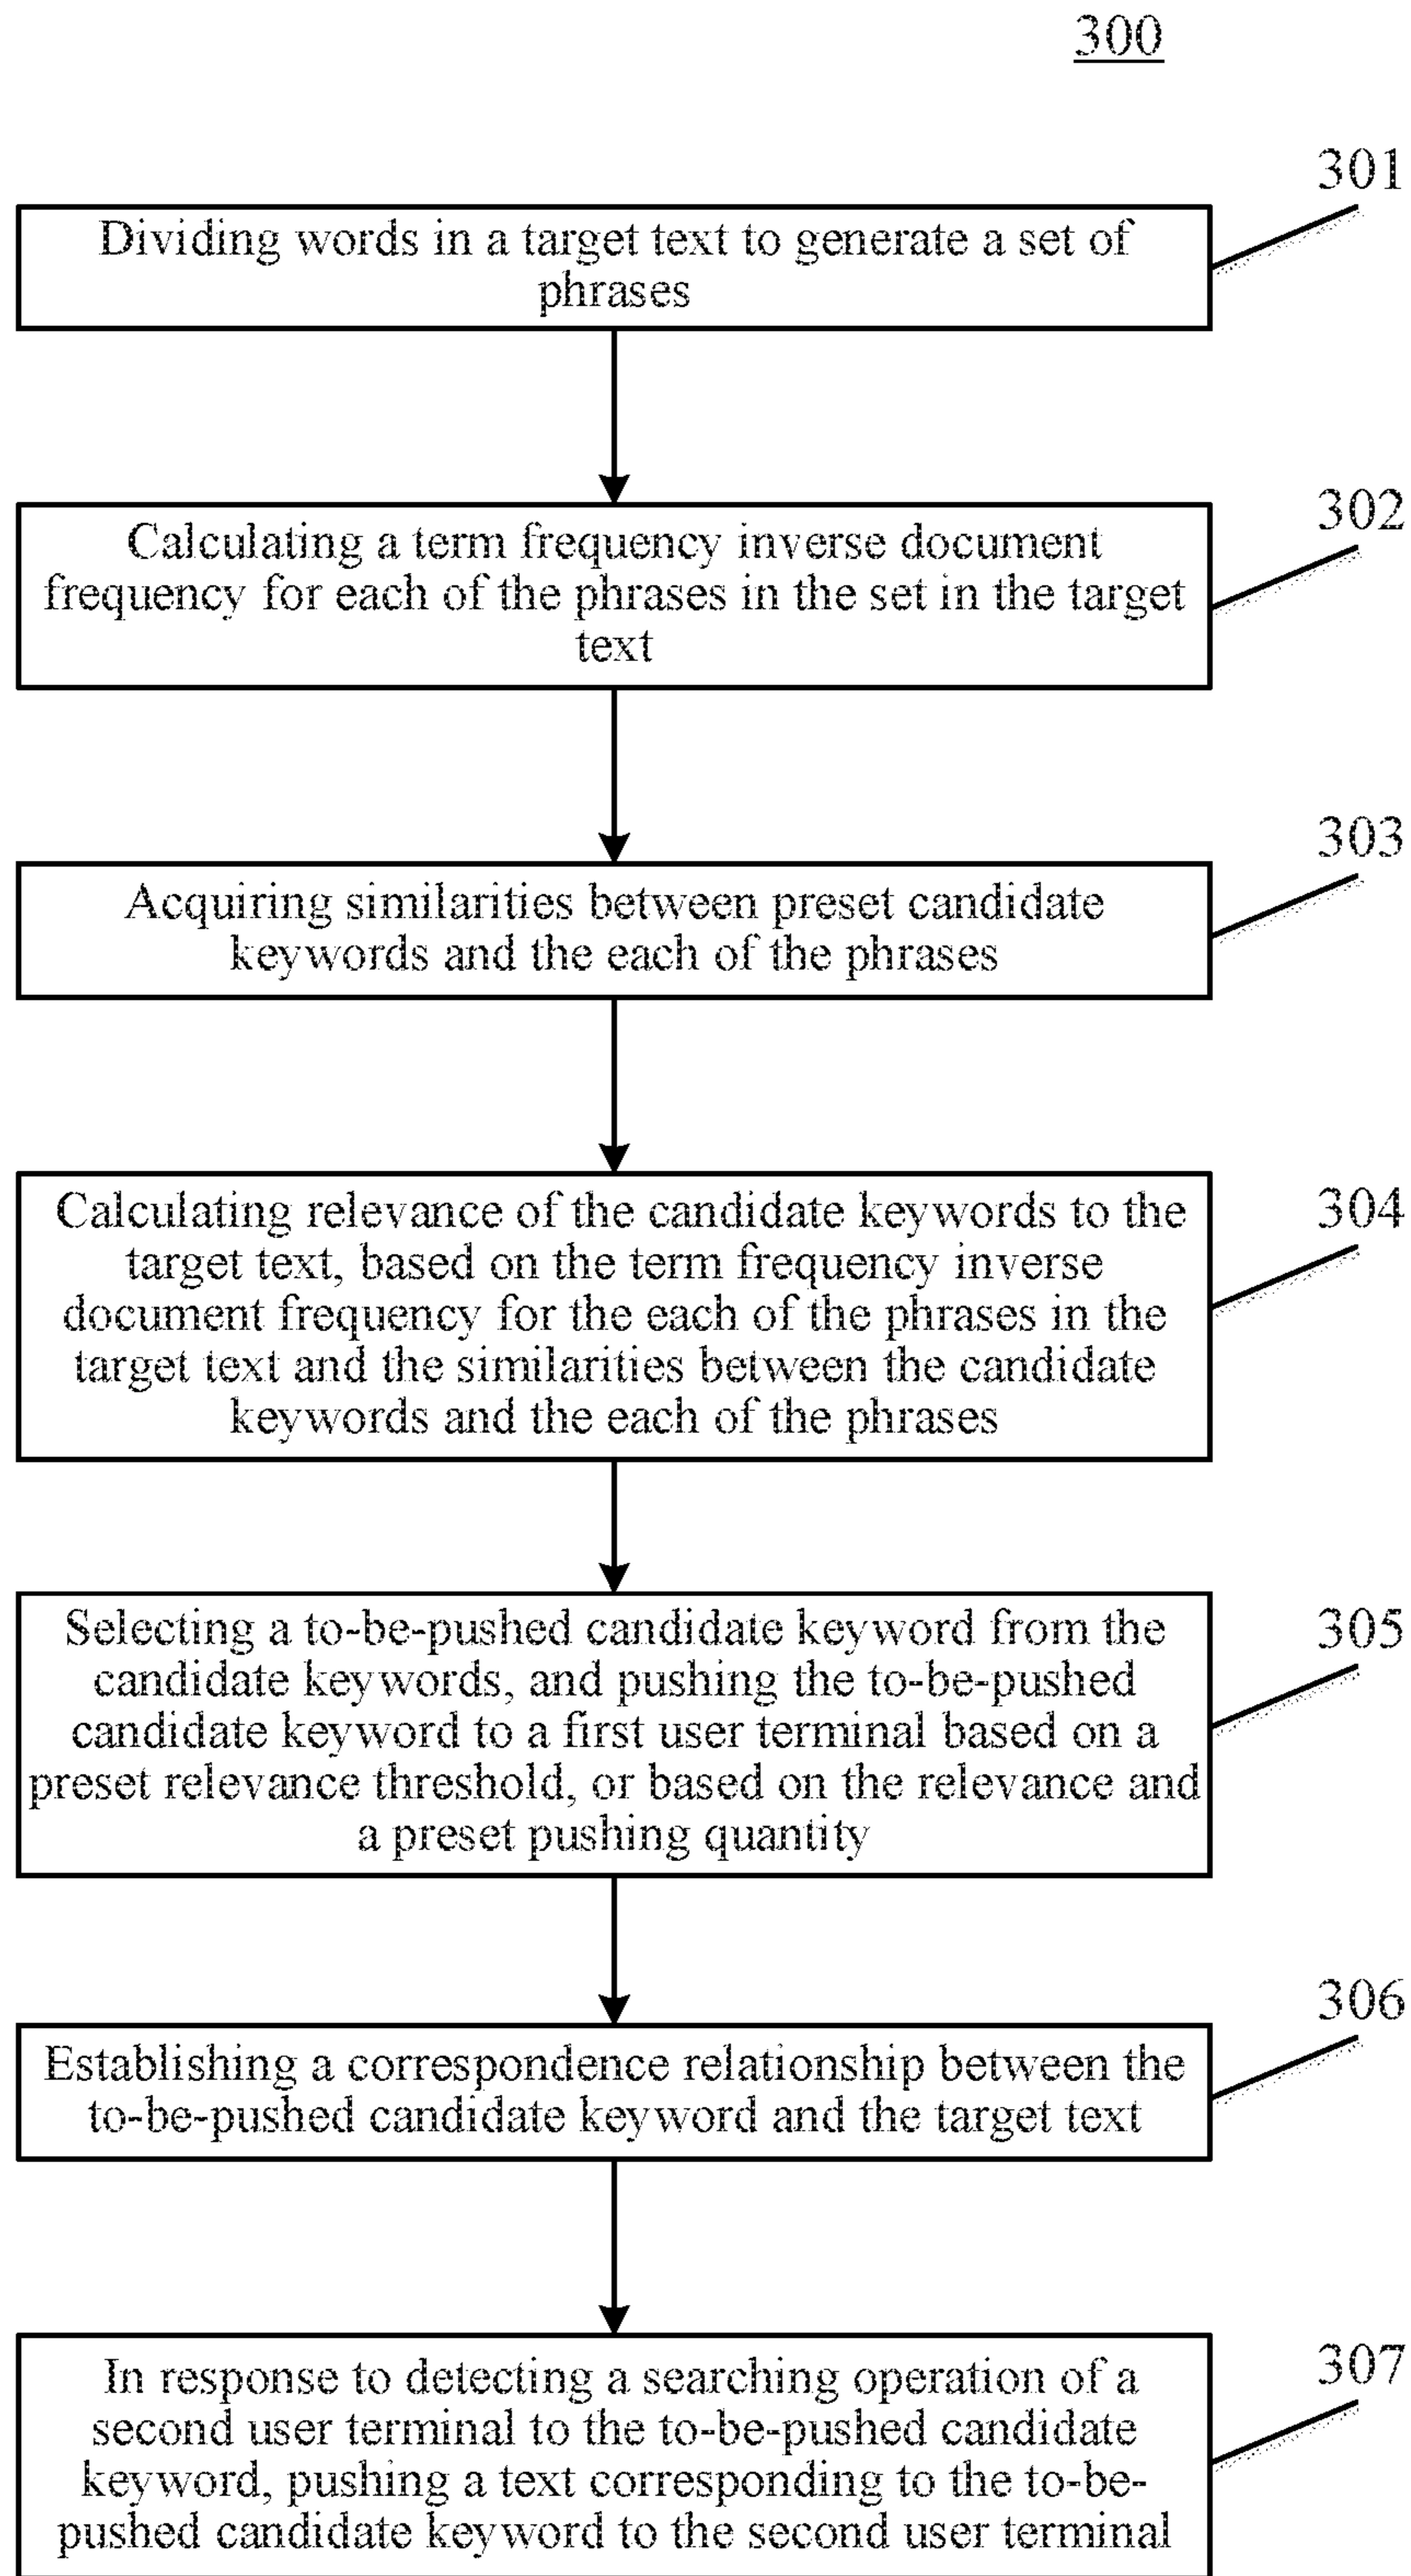 300
301
Dividing words in a target text to generate a set of
phrases
302
Calculating a term frequency inverse document
frequency for each of the phrases in the set in the target
text
303
Acquiring similarities between preset candidate
keywords and the each of the phrases
304
Calculating relevance of the candidate keywords to the
target text, based on the term frequency inverse
document frequency for the each of the phrases in the
target text and the similarities between the candidate
keywords and the each of the phrases
305
Selecting a to-be-pushed candidate keyword from the
candidate keywords, and pushing the to-be-pushed
candidate keyword to a first user terminal based on a
preset relevance threshold, or based on the relevance and
a preset pushing quantity
306
Establishing a correspondence relationship between the
to-be-pushed candidate keyword and the target text
307
In response to detecting a searching operation of a
second user terminal to the to-be-pushed candidate
keyword, pushing a text corresponding to the to-be-
pushed candidate keyword to the second user terminal